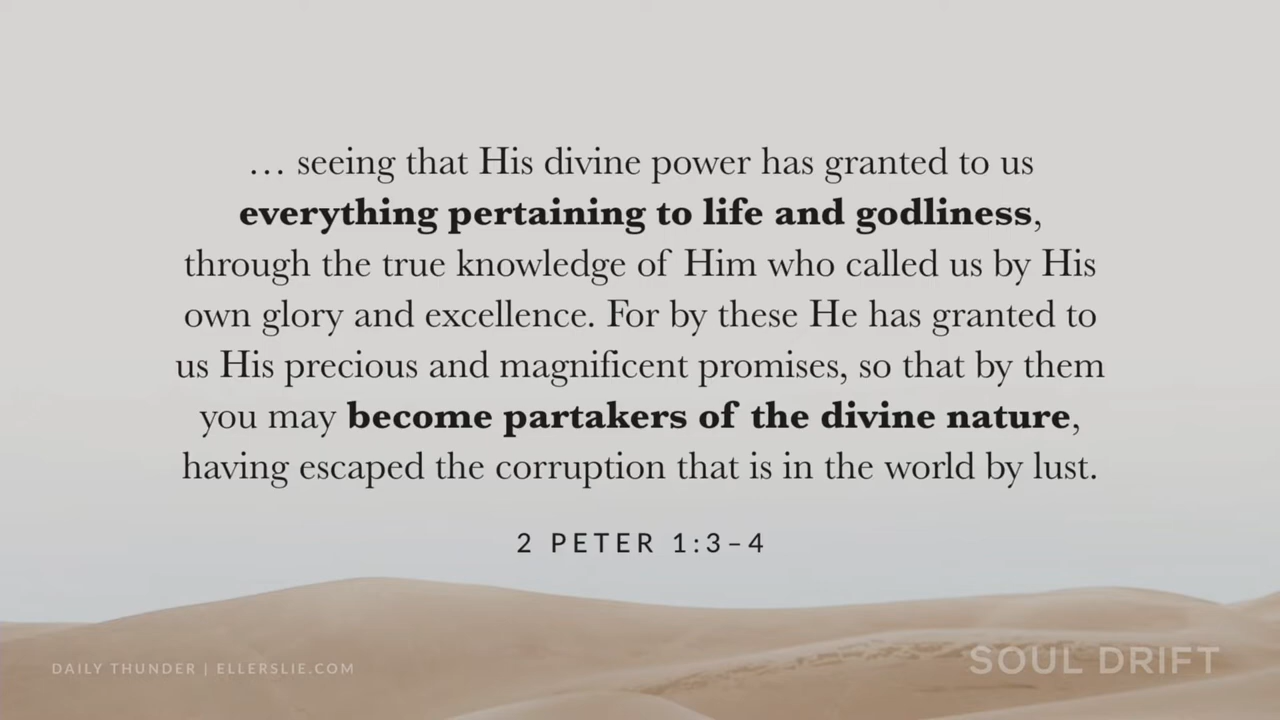 … seeing that His divine power has granted to us
everything pertaining to life and godliness,
through the true knowledge of Him who called us by His
own glory and excellence. For by these He has granted to
us His precious and magnificent promises, so that by them
you may become partakers of the divine nature,
having escaped the corruption that is in the world by lust.
2 PETER 1:3–4
DAILY THUNDER | ELLERSLIE.COM
SOUL DRIFT